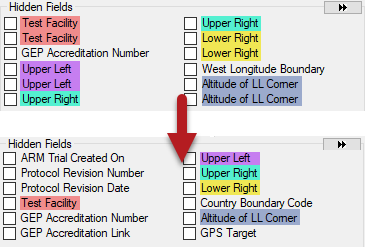 Hidden Fields
Test Facility
Test Facility
GEP Accreditation Number
Upper Left
Upper Left
Upper Right
Upper Right
Lower Right
Lower Right
West Longitude Boundary
Altitude of LL Corner
Altitude of LL Corner
Hidden Fields
ARM Trial Created On
Protocol Revision Number
Protocol Revision Date
Test Facility
GEP Accreditation Number
GEP Accreditation Link
Upper Left
Upper Right
Lower Right
Country Boundary Code
Altitude of LL Corner
GPS Target